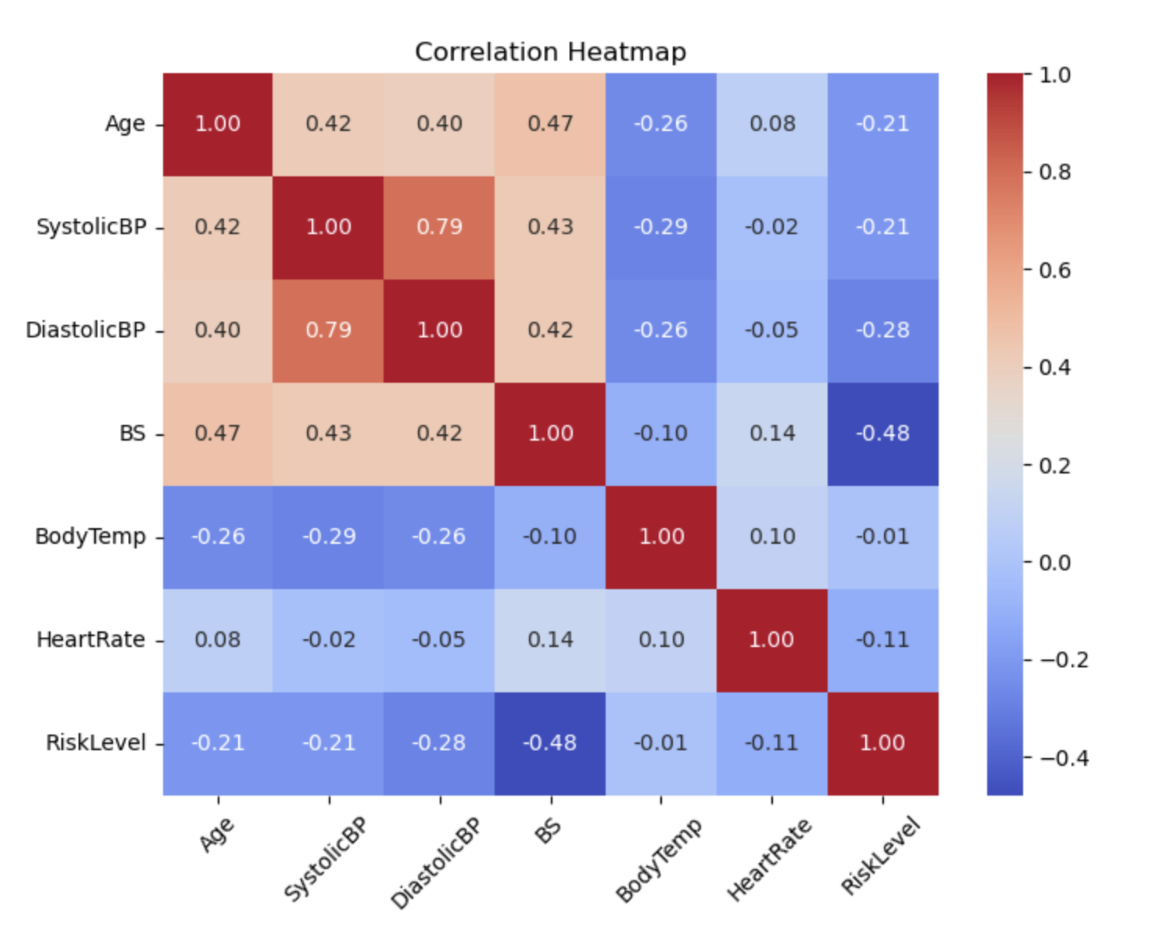 Correlation Heatmap
Age 1.00 0.42 0.40 0.47 -0.26 0.08 -0.21
SystolicBP 0.42 1.00 0.79 0.43 -0.29 -0.02 -0.21
DiastolicBP 0.40 0.79 1.00 0.42 -0.26 -0.05 -0.28
BS 0.47 0.43 0.42 1.00 -0.10 0.14 -0.48
BodyTemp -0.26 -0.29 -0.26 -0.10 1.00 0.10 -0.01
HeartRate 0.08 -0.02 -0.05 0.14 0.10 1.00 -0.11
RiskLevel -0.21 -0.21 -0.28 -0.48 -0.01 -0.11 1.00
Age SystolicBP DiastolicBP BS BodyTemp HeartRate RiskLevel
1.0
0.8
0.6
0.4
0.2
0.0
−0.2
−0.4